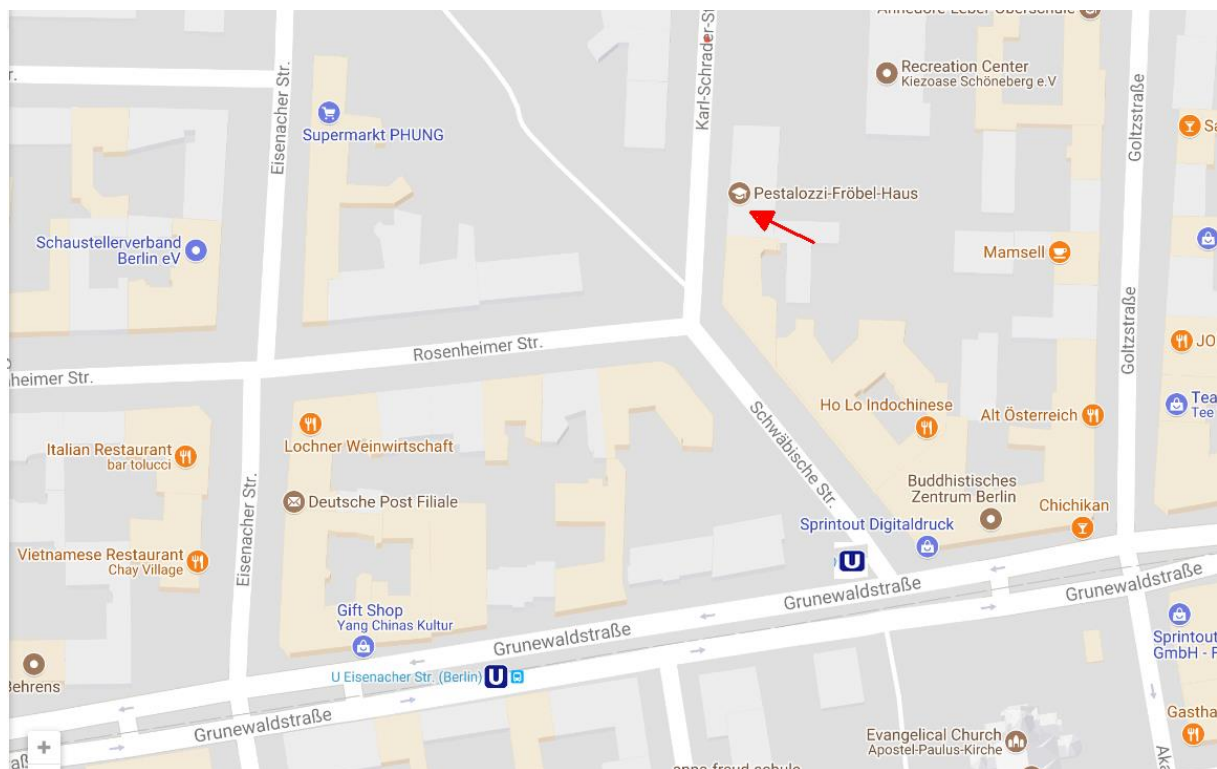 Annedore-Leber-Oberschule
Recreation Center
Kiezoase Schöneberg e.V
Karl-Schrader-St
Eisenacher Str.
Goltzstraße
Supermarkt PHUNG
Pestalozzi-Fröbel-Haus
Schaustellerverband
Berlin eV
Mamsell
Rosenheimer Str.
nheimer Str.
JO
Goltzstraße
Ho Lo Indochinese
Alt Österreich
Tea
Tee
Schwäbische Str.
Lochner Weinwirtschaft
Italian Restaurant
bar tolucci
Deutsche Post Filiale
Buddhistisches
Zentrum Berlin
Chichikan
Eisenacher Str.
Sprintout Digitaldruck
Vietnamese Restaurant
Chay Village
U
Grunewaldstraße
Grunewaldstraße
Gift Shop
Yang Chinas Kultur
Grunewaldstraße
Sprintout
GmbH - F
Behrens
U Eisenacher Str. (Berlin) U
Grunewaldstraße
Gastha
Evangelical Church
Apostel-Paulus-Kirche
Aka
+